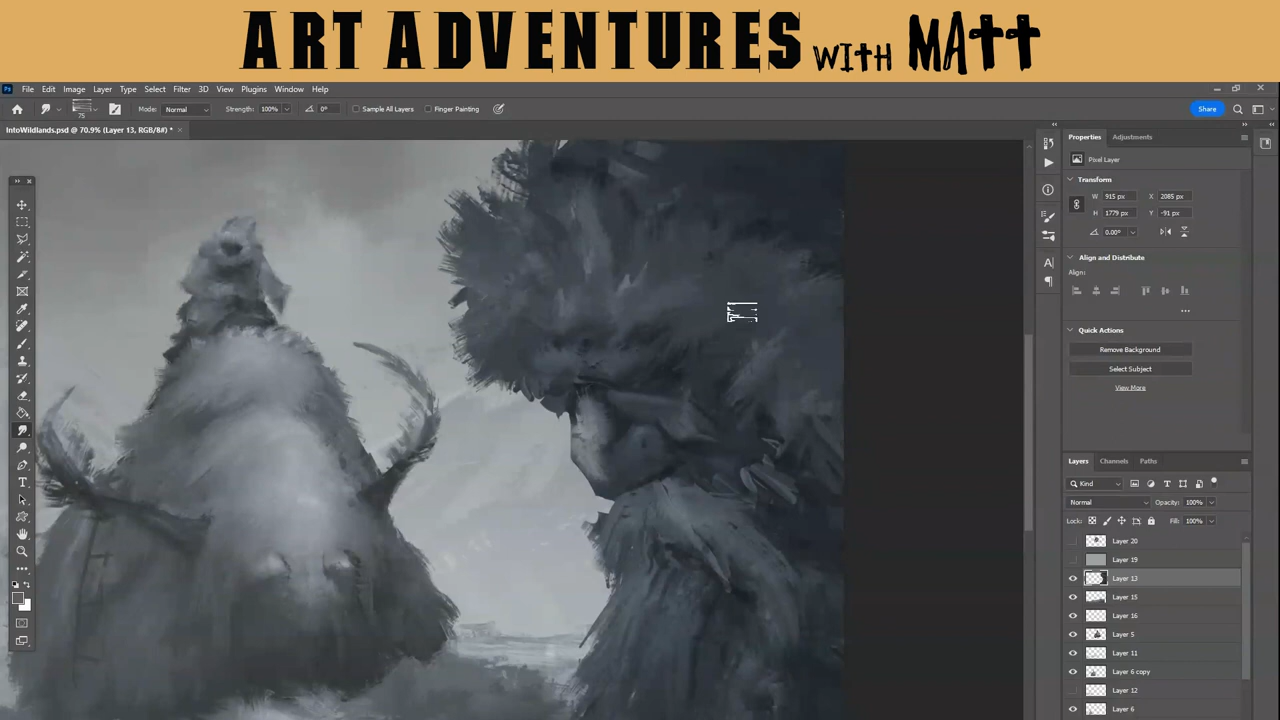 ART ADVENTURES WITH MATT
Ps File Edit Image Layer Type Select Filter 3D View Plugins Window Help
75 Mode: Normal Strength: 100% 0° Sample All Layers Finger Painting Share
IntoWildlands.psd @ 70.9% (Layer 13, RGB/8#) *
Properties Adjustments
Pixel Layer
Transform
W 915 px X 2085 px
H 1779 px Y -91 px
0.00°
Align and Distribute
Align:
Quick Actions
Remove Background
Select Subject
View More
Layers Channels Paths
Kind
Normal Opacity: 100%
Lock: Fill: 100%
Layer 20
Layer 19
Layer 13
Layer 15
Layer 16
Layer 5
Layer 11
Layer 6 copy
Layer 12
Layer 6